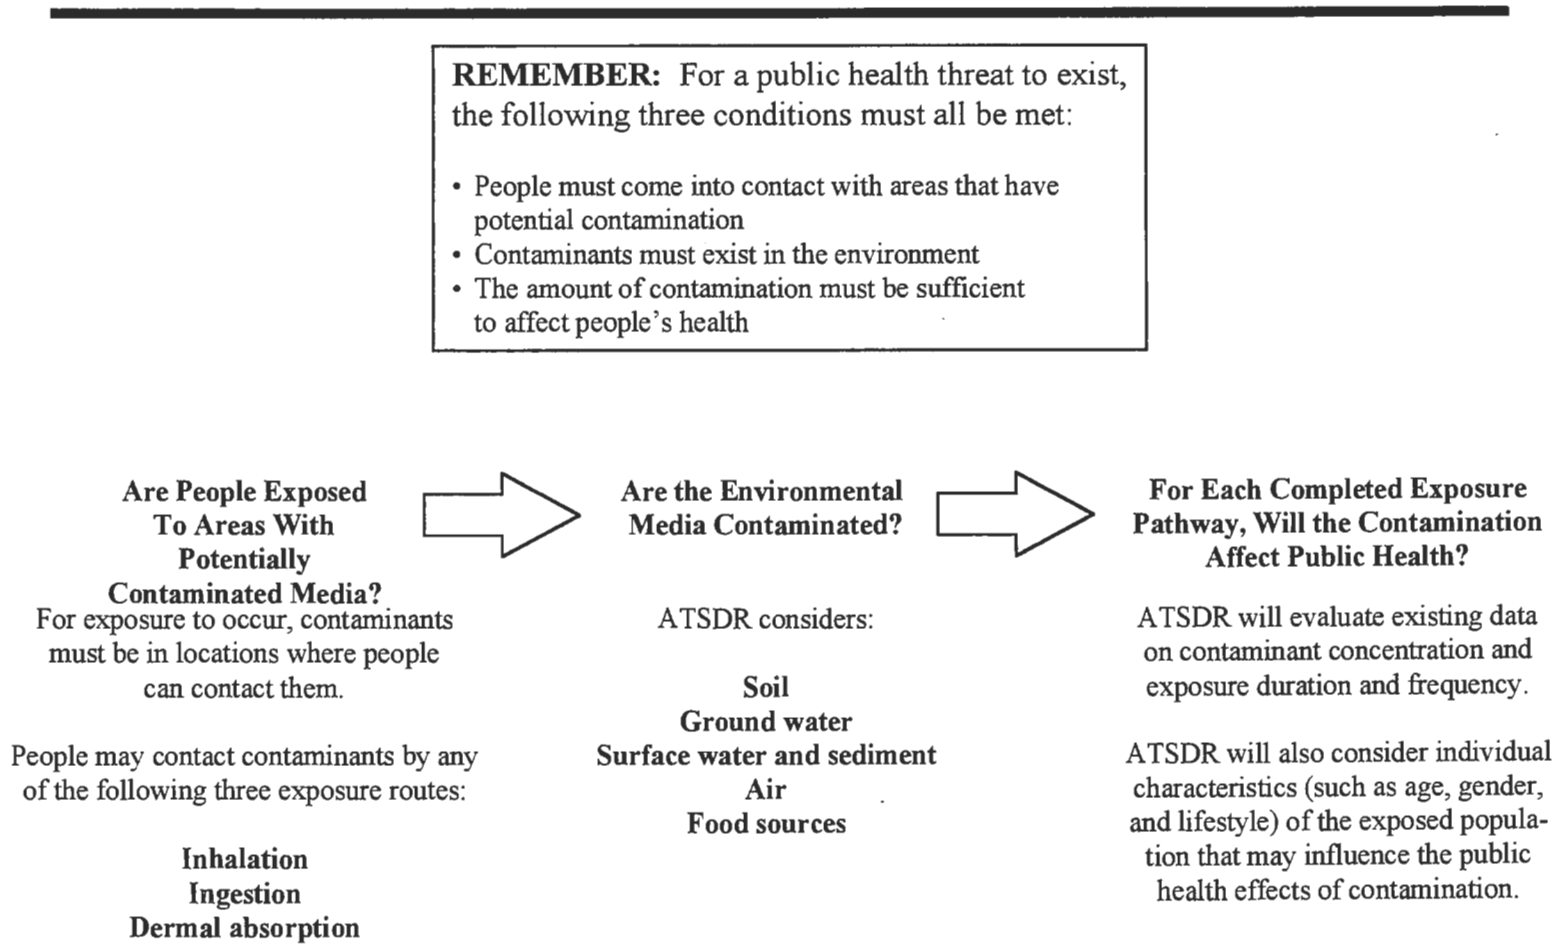 REMEMBER: For a public health threat to exist,
the following three conditions must all be met:
• People must come into contact with areas that have
potential contamination
• Contaminants must exist in the environment
• The amount of contamination must be sufficient
to affect people's health
Are People Exposed
To Areas With
Potentially
Contaminated Media?
For exposure to occur, contaminants
must be in locations where people
can contact them.
People may contact contaminants by any
of the following three exposure routes:
Inhalation
Ingestion
Dermal absorption
Are the Environmental
Media Contaminated?
ATSDR considers:
Soil
Ground water
Surface water and sediment
Air
Food sources
For Each Completed Exposure
Pathway, Will the Contamination
Affect Public Health?
ATSDR will evaluate existing data
on contaminant concentration and
exposure duration and frequency.
ATSDR will also consider individual
characteristics (such as age, gender,
and lifestyle) of the exposed popula-
tion that may influence the public
health effects of contamination.